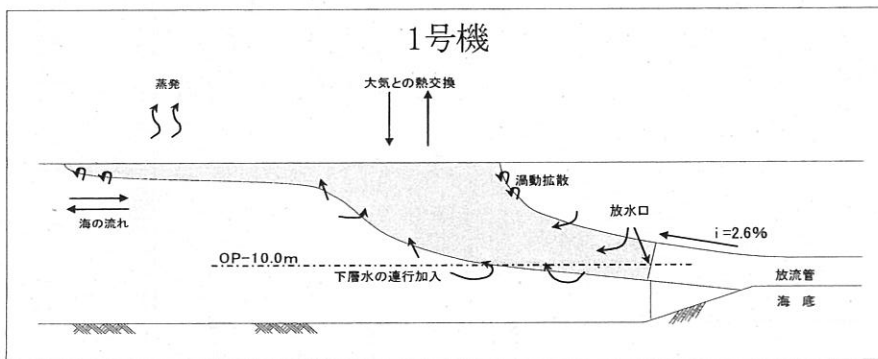 1号機
蒸発
大気との熱交換
渦動拡散
放水口
i=2.6%
海の流れ
OP-10.0m
下層水の連行加入
放流管
海 底